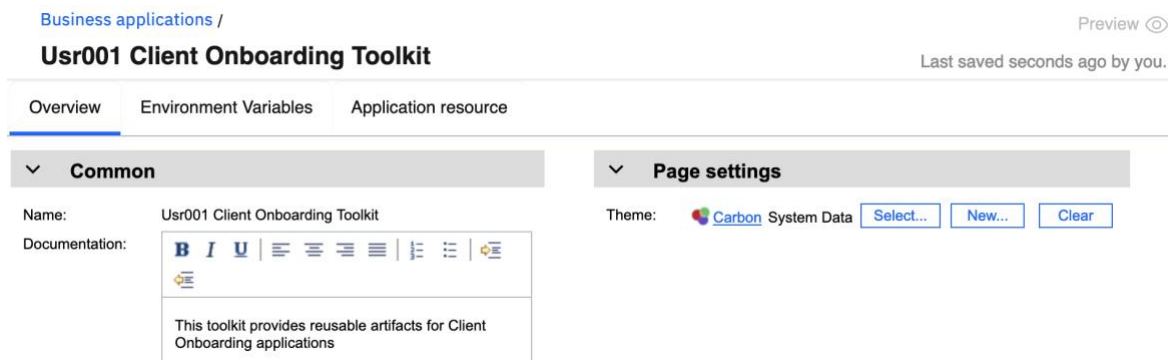 Business applications /
Preview
Usr001 Client Onboarding Toolkit
Last saved seconds ago by you.
Overview
Environment Variables
Application resource
Common
Name: Usr001 Client Onboarding Toolkit
Documentation:
B I U
This toolkit provides reusable artifacts for Client
Onboarding applications
Page settings
Theme: Carbon System Data Select... New... Clear